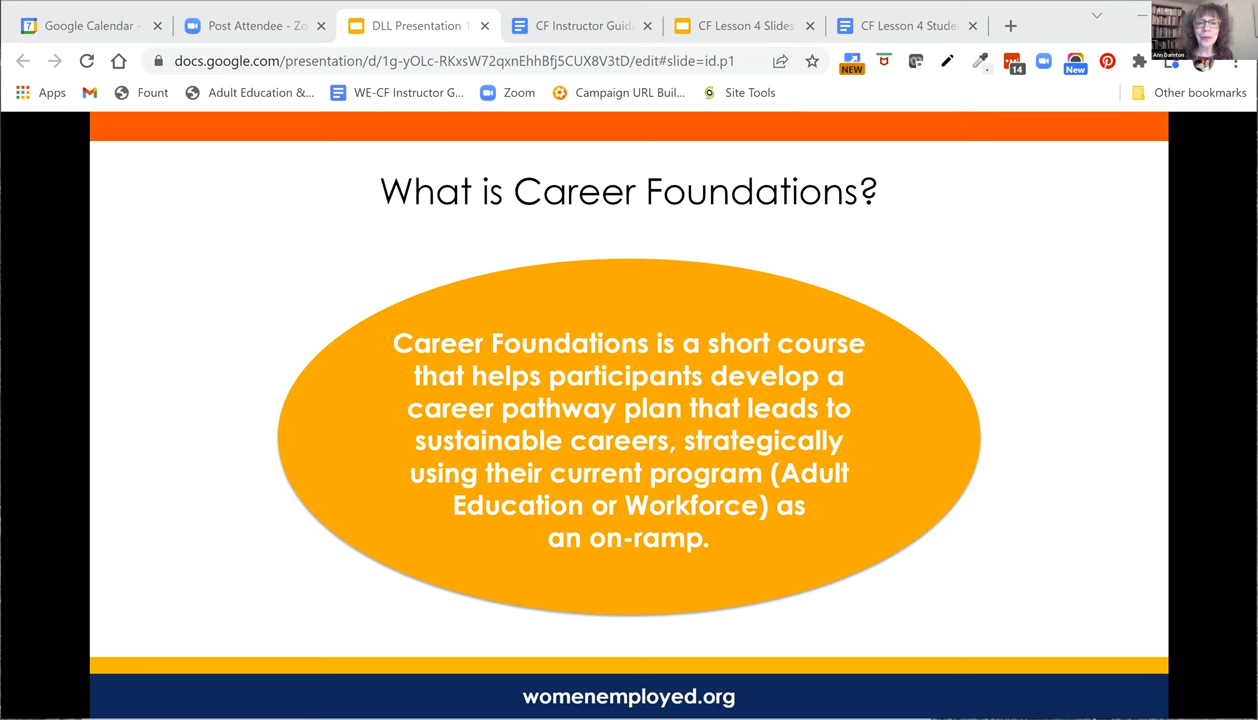 Google Calendar -
Post Attendee - Zo
DLL Presentation 1
CF Instructor Guid
CF Lesson 4 Slides
CF Lesson 4 Stude
docs.google.com/presentation/d/1g-yOLc-RKxsW72qxnEhhBfj5CUX8V3tD/edit#slide=id.p1
NEW
14
New
Ann Darnton
Apps
Fount
Adult Education &...
WE-CF Instructor G...
Zoom
Campaign URL Buil...
Site Tools
Other bookmarks
What is Career Foundations?
Career Foundations is a short course
that helps participants develop a
career pathway plan that leads to
sustainable careers, strategically
using their current program (Adult
Education or Workforce) as
an on-ramp.
womenemployed.org